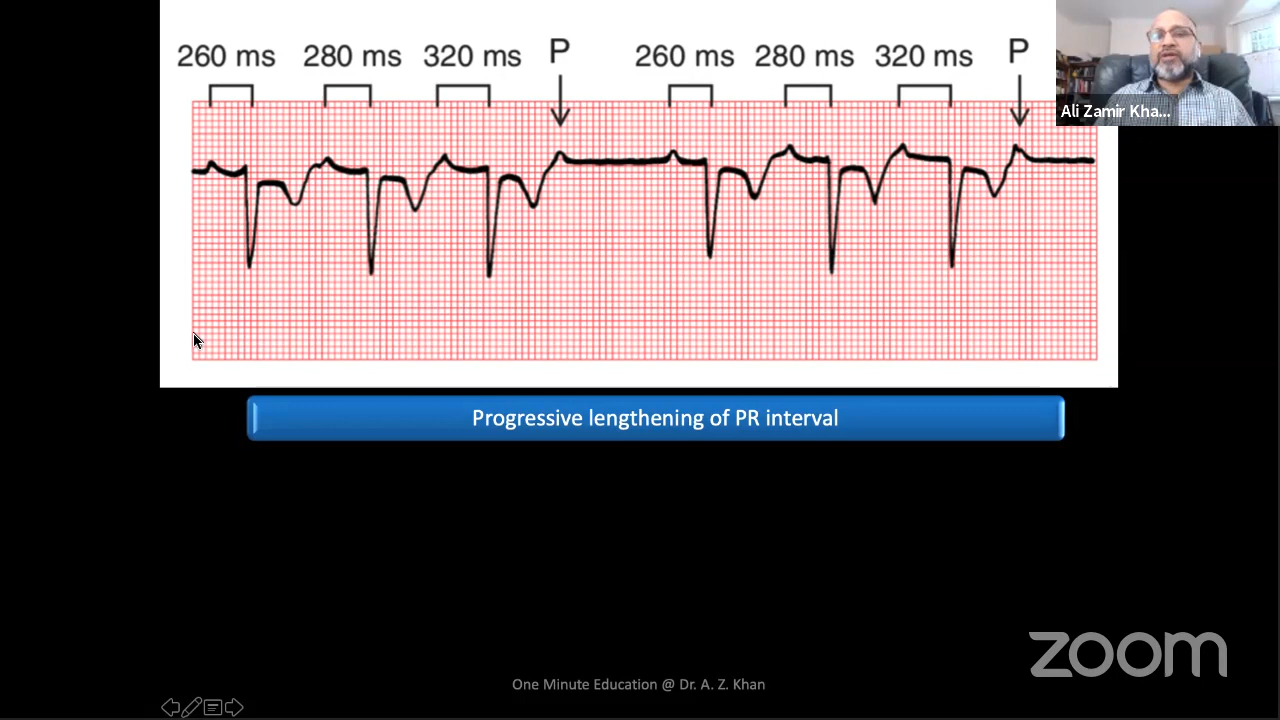 260 ms 280 ms 320 ms P 260 ms 280 ms 320 ms P
Ali Zamir Kha...
Progressive lengthening of PR interval
One Minute Education @ Dr. A. Z. Khan
zoom